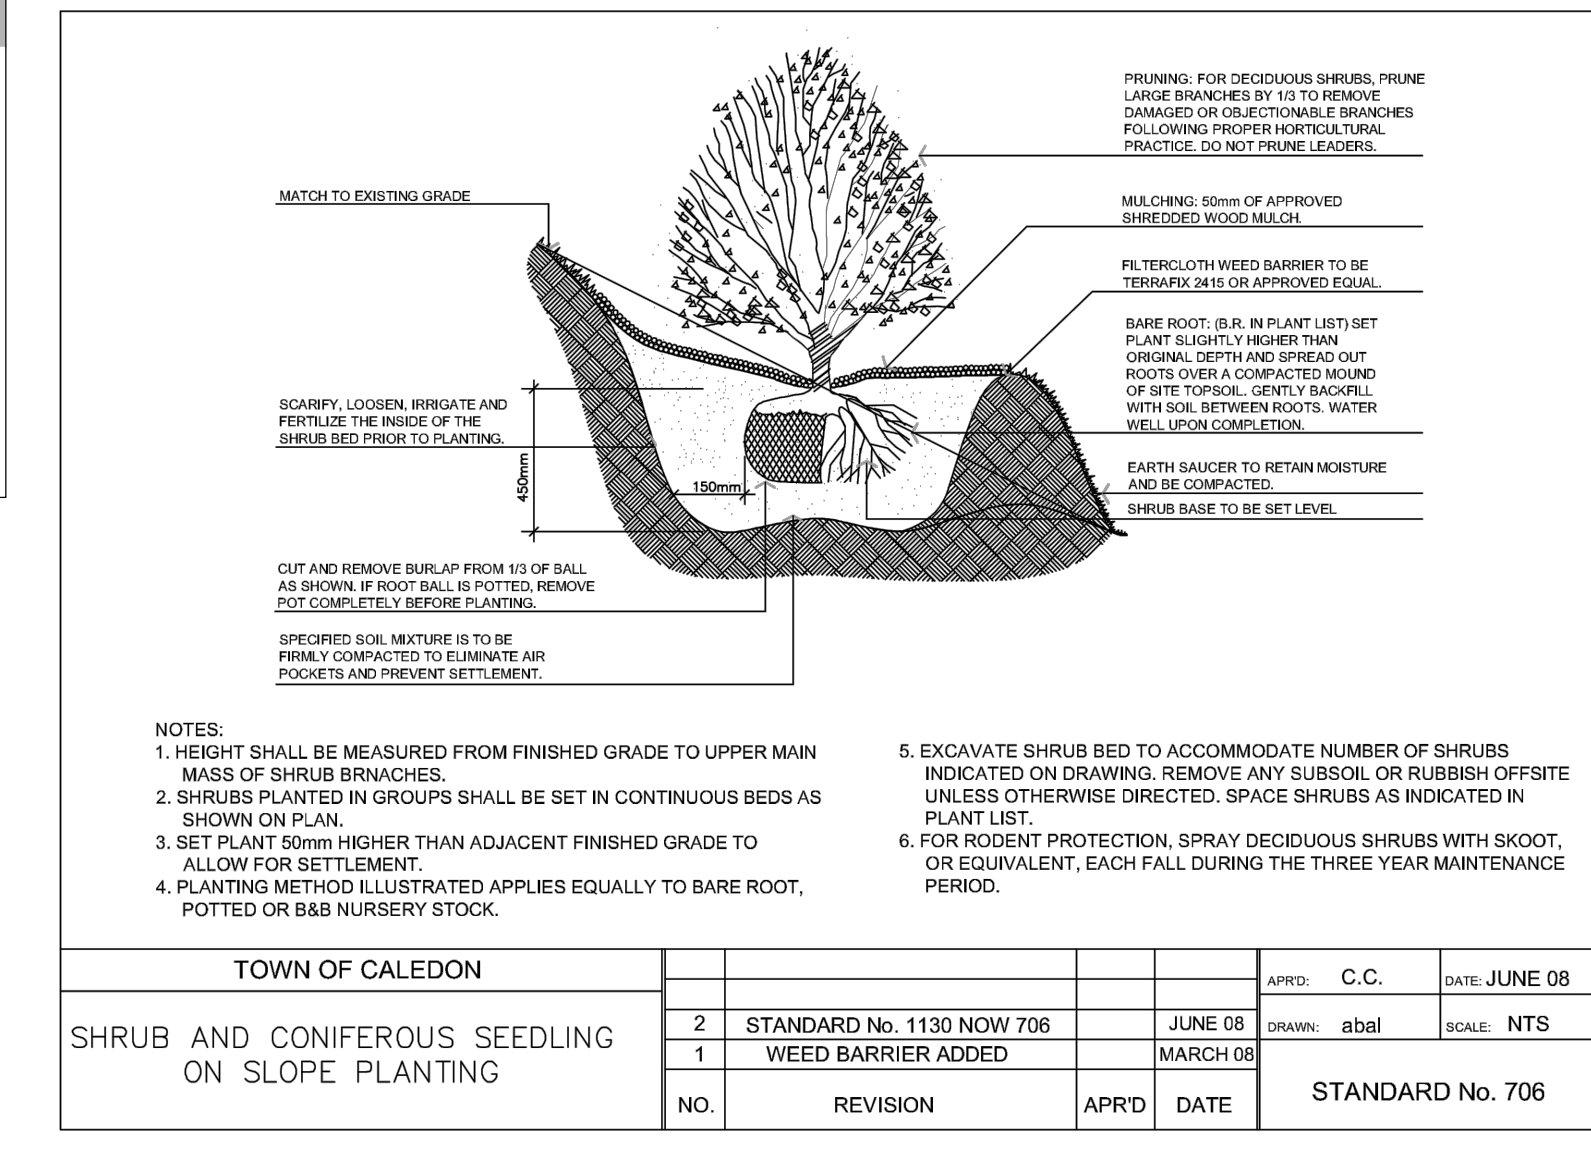 MATCH TO EXISTING GRADE
SCARIFY, LOOSEN, IRRIGATE AND
FERTILIZE THE INSIDE OF THE
SHRUB BED PRIOR TO PLANTING.
450mm
150mm
CUT AND REMOVE BURLAP FROM 1/3 OF BALL
AS SHOWN. IF ROOT BALL IS POTTED, REMOVE
POT COMPLETELY BEFORE PLANTING.
SPECIFIED SOIL MIXTURE IS TO BE
FIRMLY COMPACTED TO ELIMINATE AIR
POCKETS AND PREVENT SETTLEMENT.
PRUNING: FOR DECIDUOUS SHRUBS, PRUNE
LARGE BRANCHES BY 1/3 TO REMOVE
DAMAGED OR OBJECTIONABLE BRANCHES
FOLLOWING PROPER HORTICULTURAL
PRACTICE. DO NOT PRUNE LEADERS.
MULCHING: 50mm OF APPROVED
SHREDDED WOOD MULCH.
FILTERCLOTH WEED BARRIER TO BE
TERRAFIX 2415 OR APPROVED EQUAL.
BARE ROOT: (B.R. IN PLANT LIST) SET
PLANT SLIGHTLY HIGHER THAN
ORIGINAL DEPTH AND SPREAD OUT
ROOTS OVER A COMPACTED MOUND
OF SITE TOPSOIL. GENTLY BACKFILL
WITH SOIL BETWEEN ROOTS. WATER
WELL UPON COMPLETION.
EARTH SAUCER TO RETAIN MOISTURE
AND BE COMPACTED.
SHRUB BASE TO BE SET LEVEL
NOTES:
1. HEIGHT SHALL BE MEASURED FROM FINISHED GRADE TO UPPER MAIN
MASS OF SHRUB BRNACHES.
2. SHRUBS PLANTED IN GROUPS SHALL BE SET IN CONTINUOUS BEDS AS
SHOWN ON PLAN.
3. SET PLANT 50mm HIGHER THAN ADJACENT FINISHED GRADE TO
ALLOW FOR SETTLEMENT.
4. PLANTING METHOD ILLUSTRATED APPLIES EQUALLY TO BARE ROOT,
POTTED OR B&B NURSERY STOCK.
5. EXCAVATE SHRUB BED TO ACCOMMODATE NUMBER OF SHRUBS
INDICATED ON DRAWING. REMOVE ANY SUBSOIL OR RUBBISH OFFSITE
UNLESS OTHERWISE DIRECTED. SPACE SHRUBS AS INDICATED IN
PLANT LIST.
6. FOR RODENT PROTECTION, SPRAY DECIDUOUS SHRUBS WITH SKOOT,
OR EQUIVALENT, EACH FALL DURING THE THREE YEAR MAINTENANCE
PERIOD.
TOWN OF CALEDON
SHRUB AND CONIFEROUS SEEDLING
ON SLOPE PLANTING
2 STANDARD No. 1130 NOW 706 JUNE 08
1 WEED BARRIER ADDED MARCH 08
NO. REVISION APR'D DATE
APR'D: C.C. DATE: JUNE 08
DRAWN: abal SCALE: NTS
STANDARD No. 706